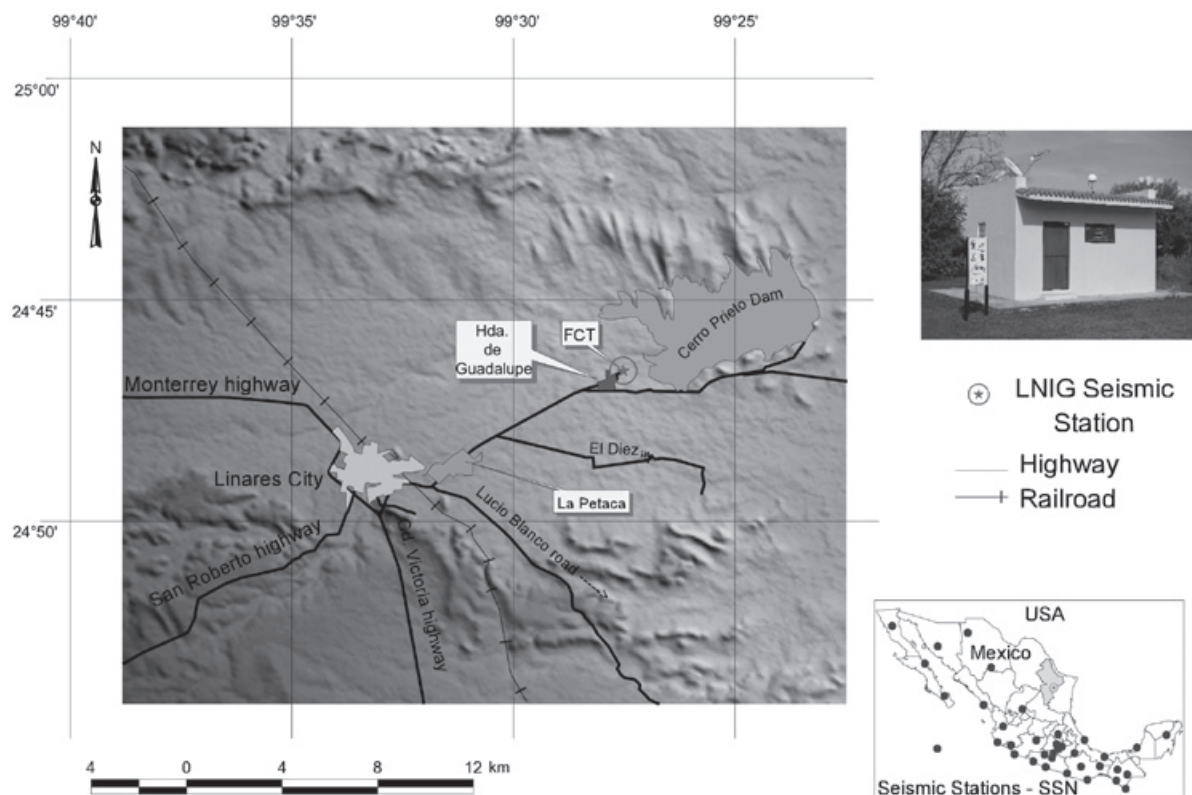 99°40'
99°35'
99°30'
99°25'
25°00'
N
24°45'
Cerro Prieto Dam
Hda.
de
Guadalupe
FCT
Monterrey highway
El Diez
Linares City
La Petaca
Lucio Blanco road
24°50'
San Roberto highway
Cd. Victoria highway
4 0 4 8 12 km
LNIG Seismic
Station
Highway
Railroad
USA
Mexico
Seismic Stations - SSN